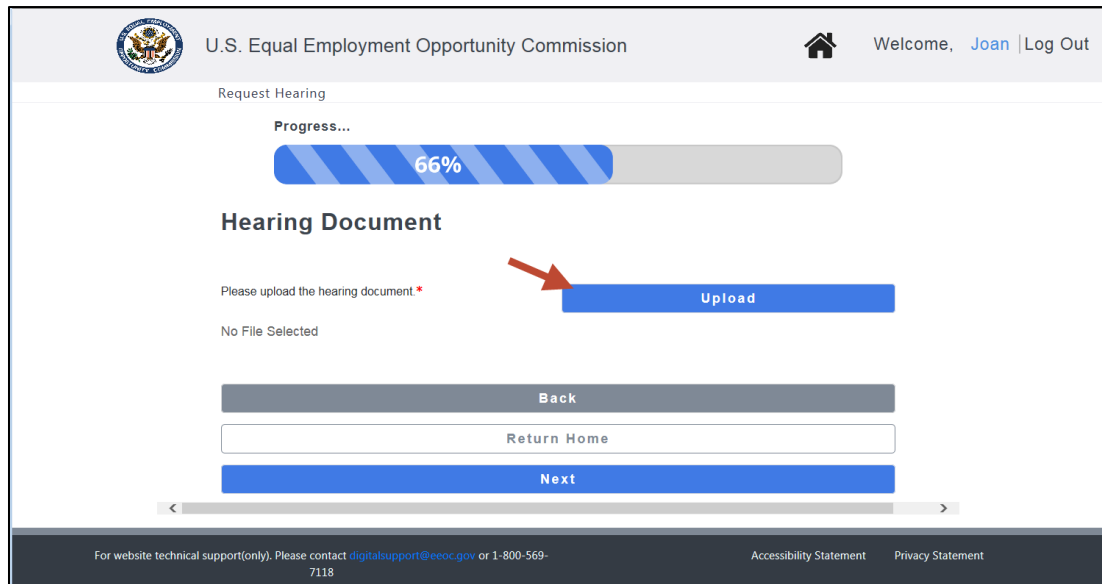 U.S. Equal Employment Opportunity Commission
Welcome, Joan |Log Out
Request Hearing
Progress...
66%
Hearing Document
Please upload the hearing document.*
Upload
No File Selected
Back
Return Home
Next
For website technical support(only). Please contact digitalsupport@eeoc.gov or 1-800-569-
7118
Accessibility Statement
Privacy Statement